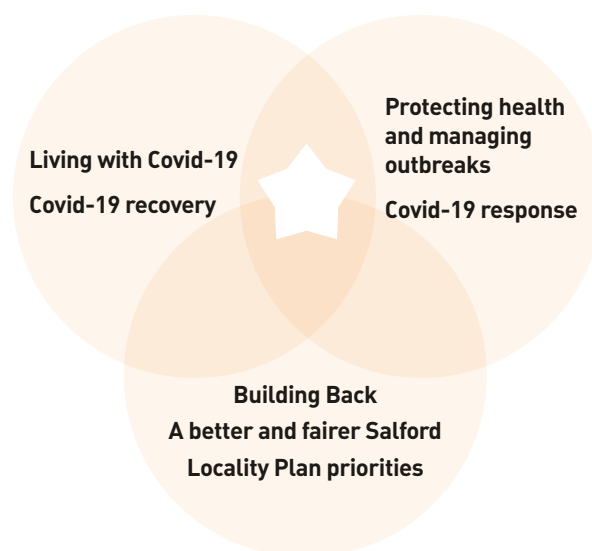 Living with Covid-19
Covid-19 recovery
Protecting health
and managing
outbreaks
Covid-19 response
Building Back
A better and fairer Salford
Locality Plan priorities